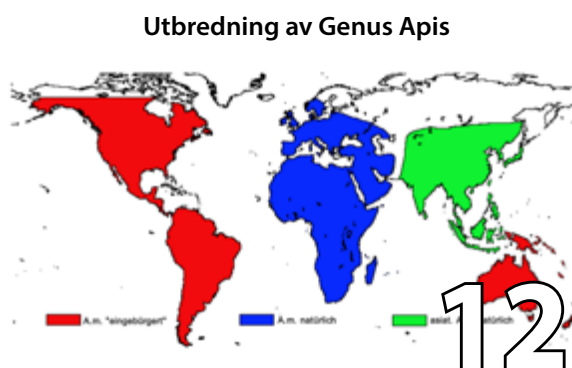 Utbredning av Genus Apis
A.m. "eingebürgert"
A.m. natürlich
asiat. natürlich
12